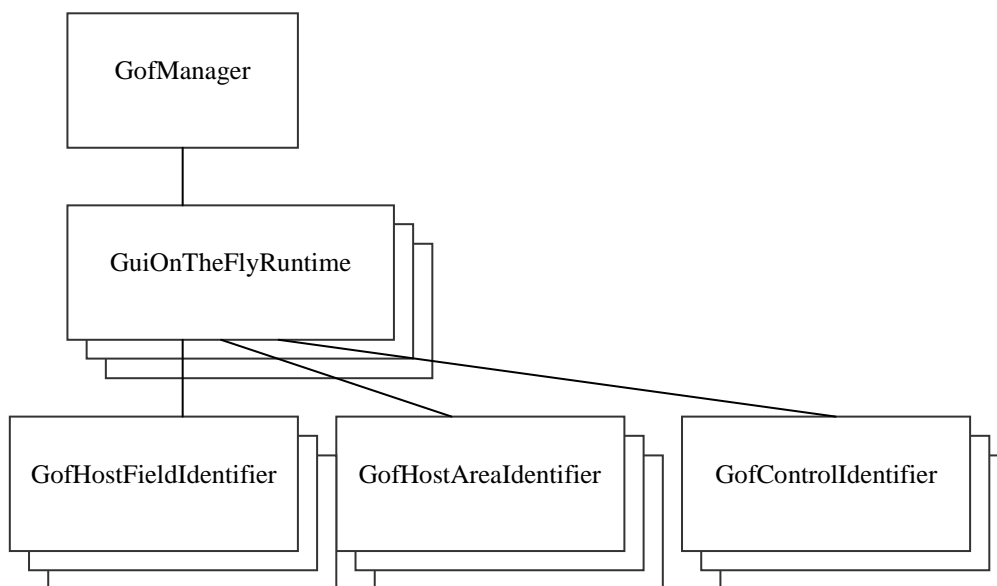 GofManager
GuiOnTheFlyRuntime
GofHostFieldIdentifier
GofHostAreaIdentifier
GofControlIdentifier